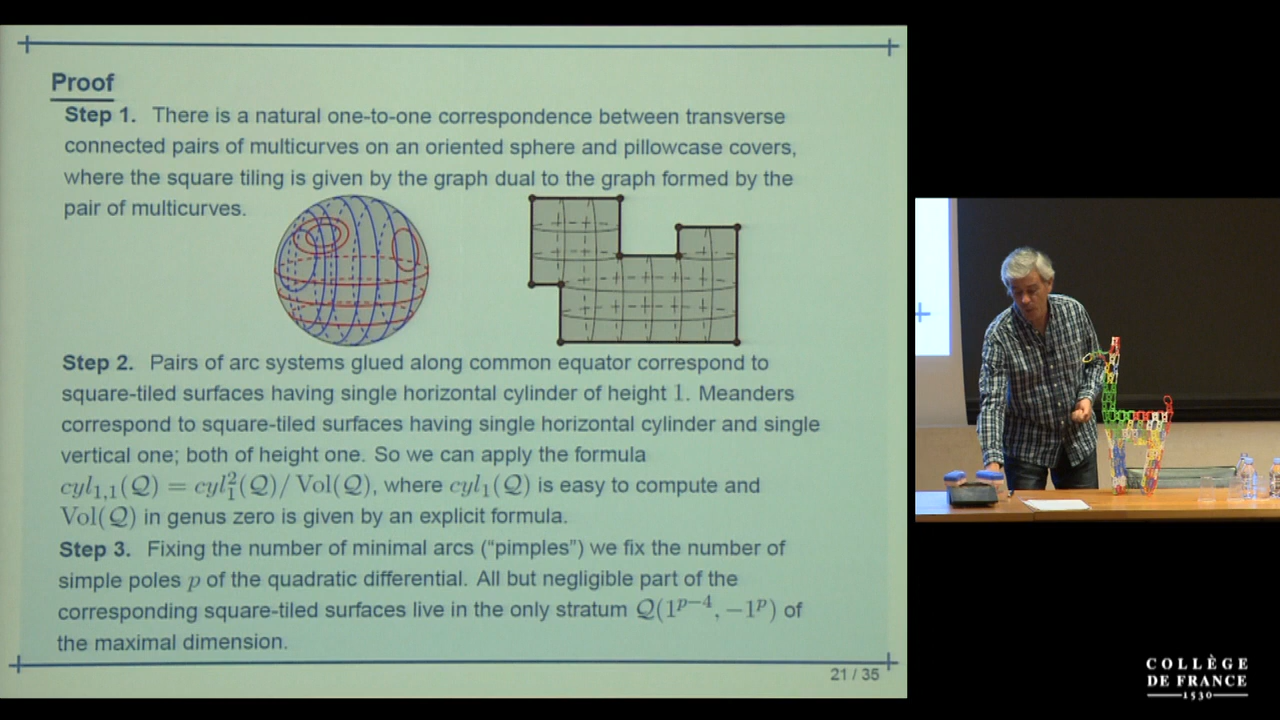 Proof
Step 1. There is a natural one-to-one correspondence between transverse
connected pairs of multicurves on an oriented sphere and pillowcase covers,
where the square tiling is given by the graph dual to the graph formed by the
pair of multicurves.
Step 2. Pairs of arc systems glued along common equator correspond to
square-tiled surfaces having single horizontal cylinder of height 1. Meanders
correspond to square-tiled surfaces having single horizontal cylinder and single
vertical one; both of height one. So we can apply the formula
cyl₁,₁(𝒬) = cyl₁²(𝒬)/ Vol(𝒬), where cyl₁(𝒬) is easy to compute and
Vol(𝒬) in genus zero is given by an explicit formula.
Step 3. Fixing the number of minimal arcs (“pimples”) we fix the number of
simple poles p of the quadratic differential. All but negligible part of the
corresponding square-tiled surfaces live in the only stratum 𝒬(1ᵖ⁻⁴, −1ᵖ) of
the maximal dimension.
21 / 35
COLLÈGE
DE FRANCE
1530